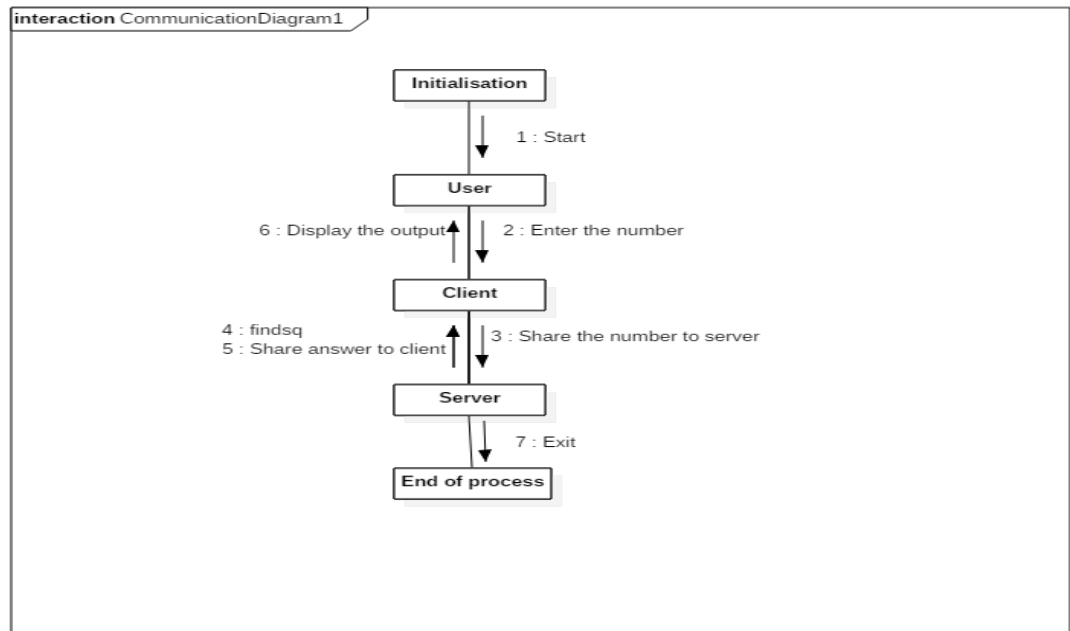 interaction CommunicationDiagram1
Initialisation
1 : Start
User
6 : Display the output
2 : Enter the number
Client
4 : findsq
5 : Share answer to client
3 : Share the number to server
Server
7 : Exit
End of process